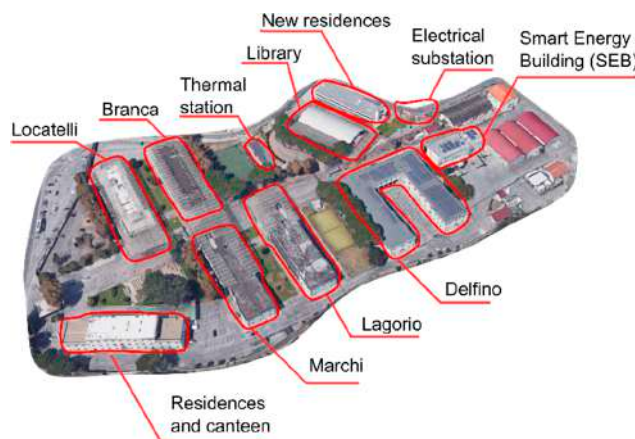 New residences
Library
Thermal
station
Branca
Locatelli
Electrical
substation
Smart Energy
Building (SEB)
Delfino
Lagorio
Marchi
Residences
and canteen